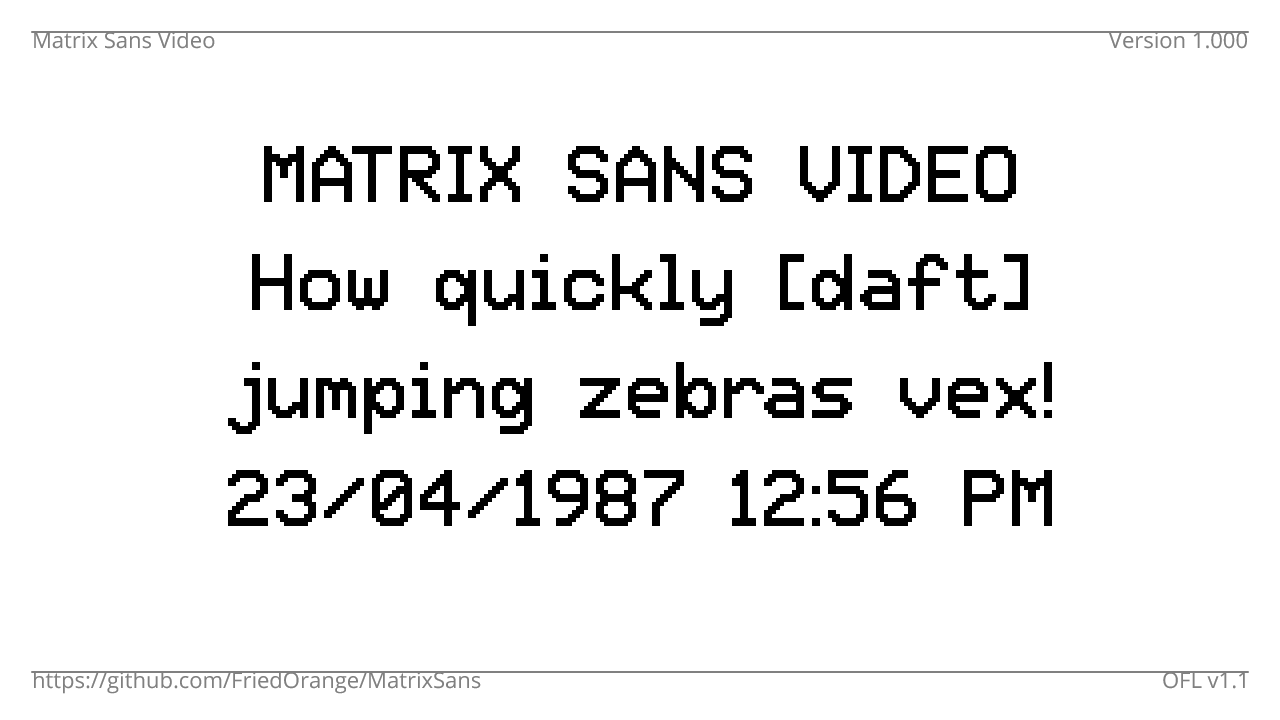 Matrix Sans Video
Version 1.000
MATRIX SANS VIDEO
How quickly [daft]
jumping zebras vex!
23/04/1987 12:56 PM
https://github.com/FriedOrange/MatrixSans
OFL v1.1